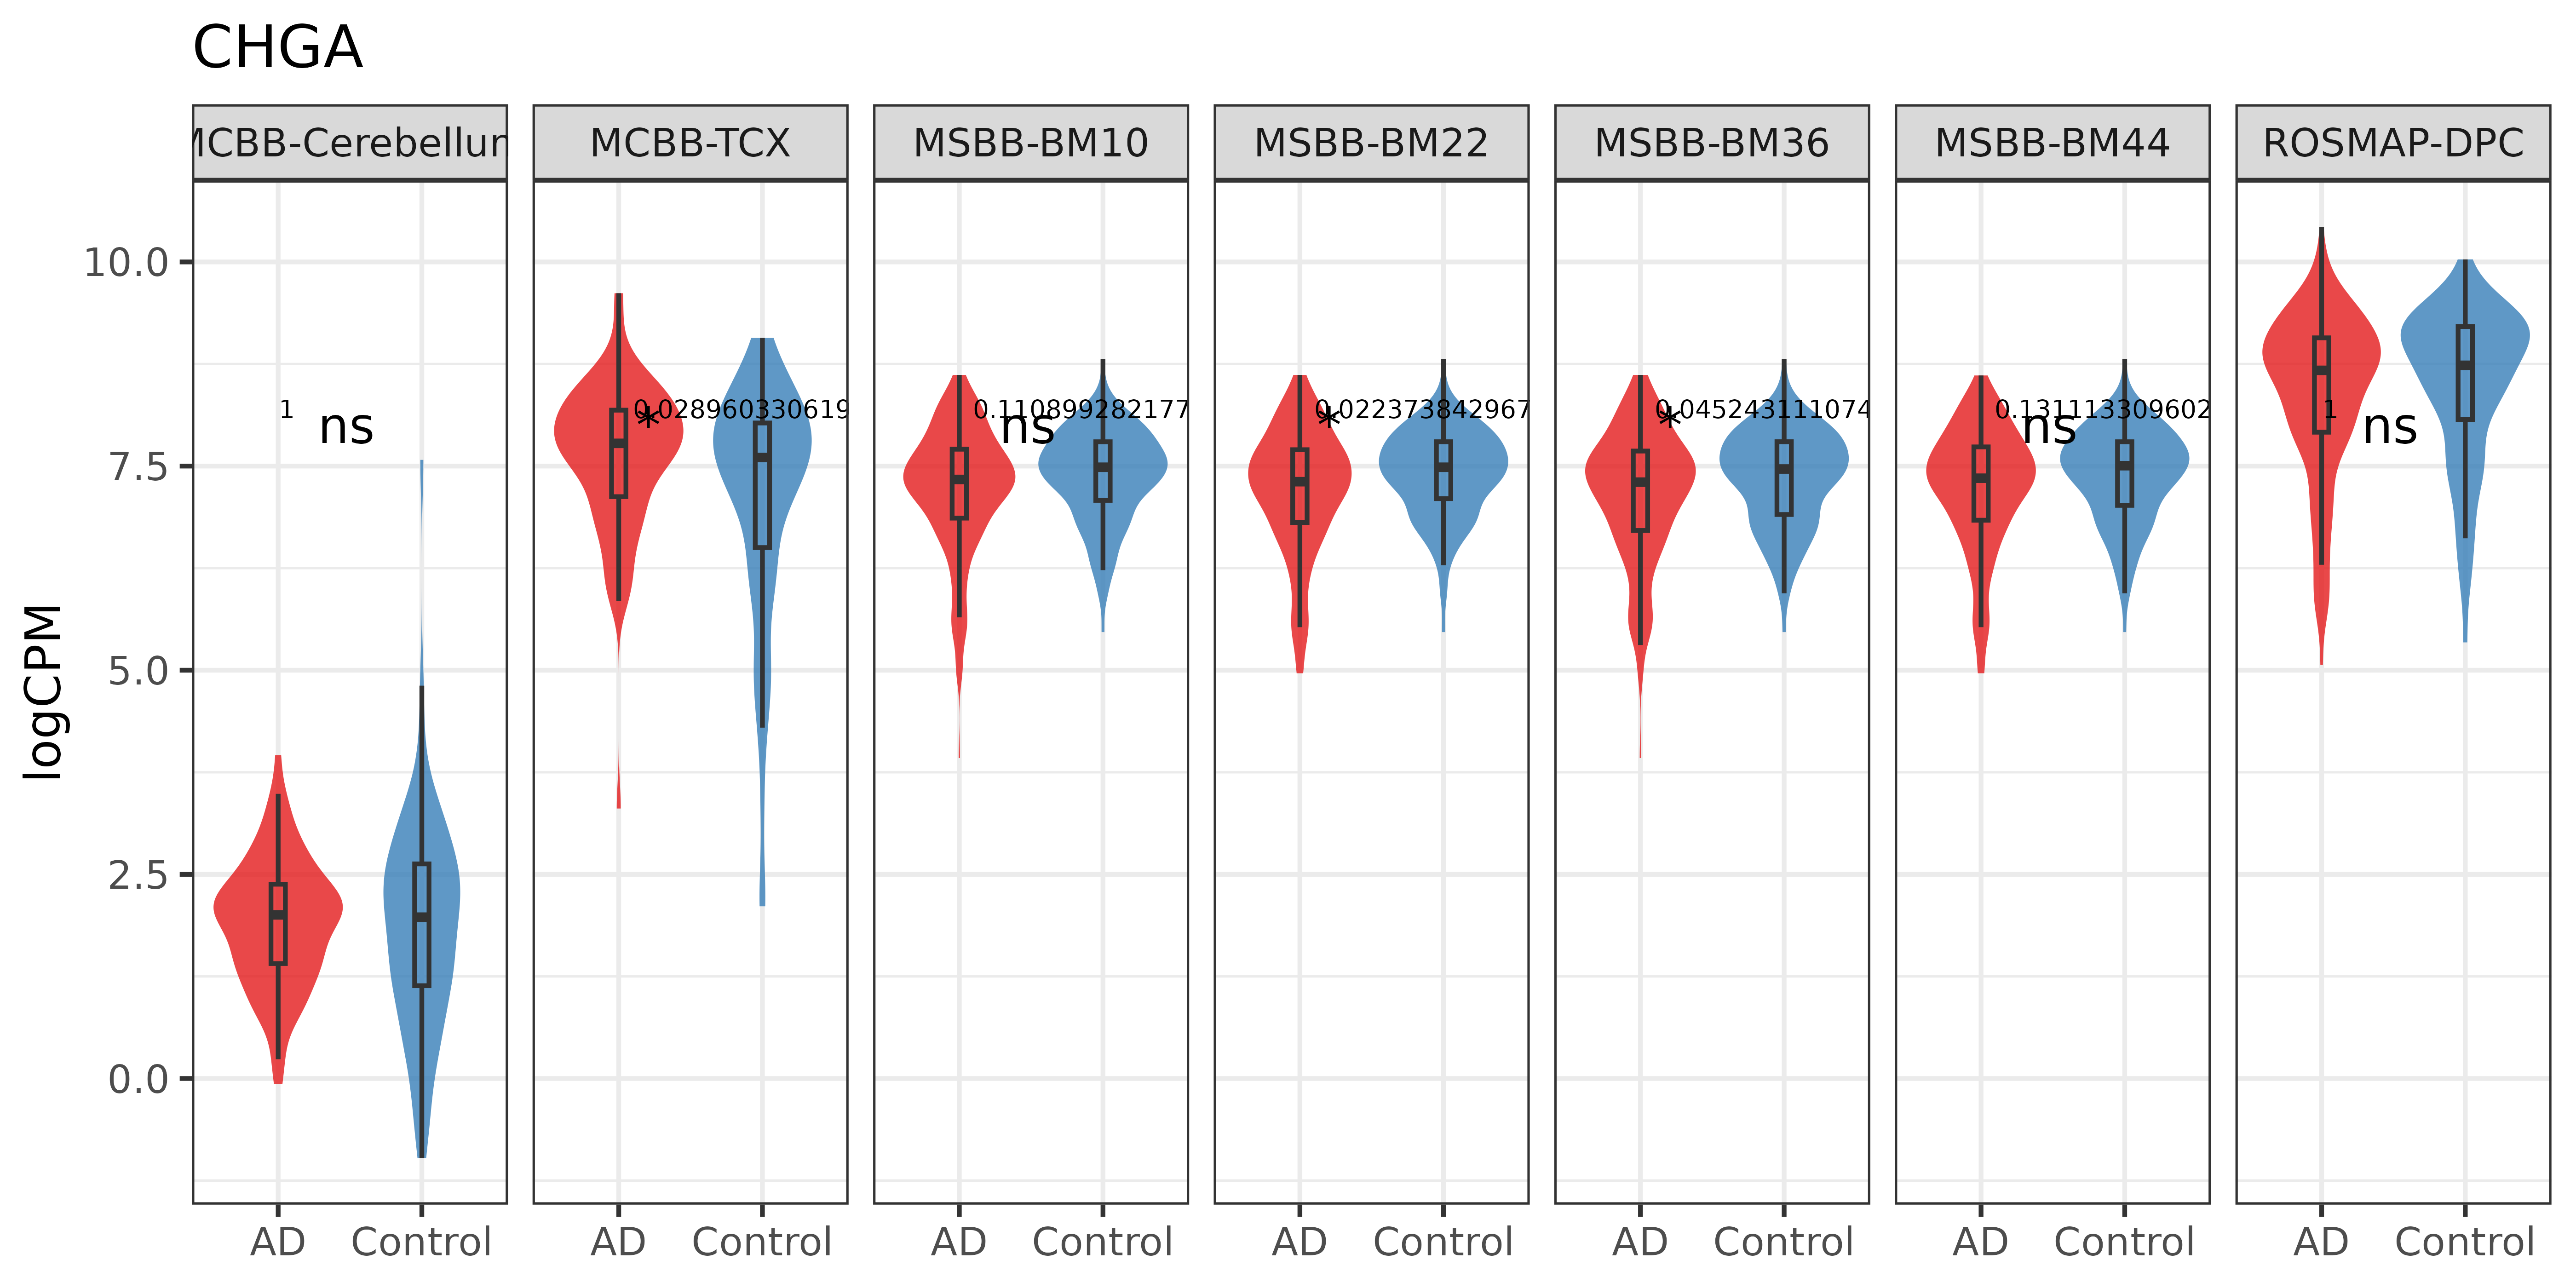 CHGA
MCBB-Cerebellum MCBB-TCX MSBB-BM10 MSBB-BM22 MSBB-BM36 MSBB-BM44 ROSMAP-DPC
10.0
1 0.028960330619 0.110899282177 0.022373842967 0.045243111074 0.131113309602 1
ns * ns * * ns ns
7.5
5.0
2.5
0.0
logCPM
AD Control AD Control AD Control AD Control AD Control AD Control AD Control